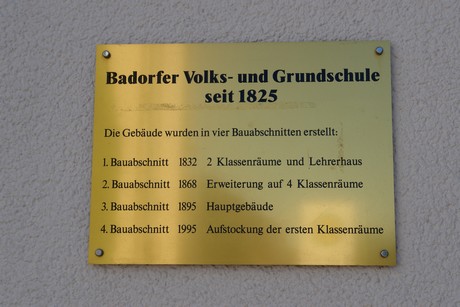 Badorfer Volks- und Grundschule
seit 1825
Die Gebäude wurden in vier Bauabschnitten erstellt:
1. Bauabschnitt 1832 2 Klassenräume und Lehrerhaus
2. Bauabschnitt 1868 Erweiterung auf 4 Klassenräume
3. Bauabschnitt 1895 Hauptgebäude
4. Bauabschnitt 1995 Aufstockung der ersten Klassenräume